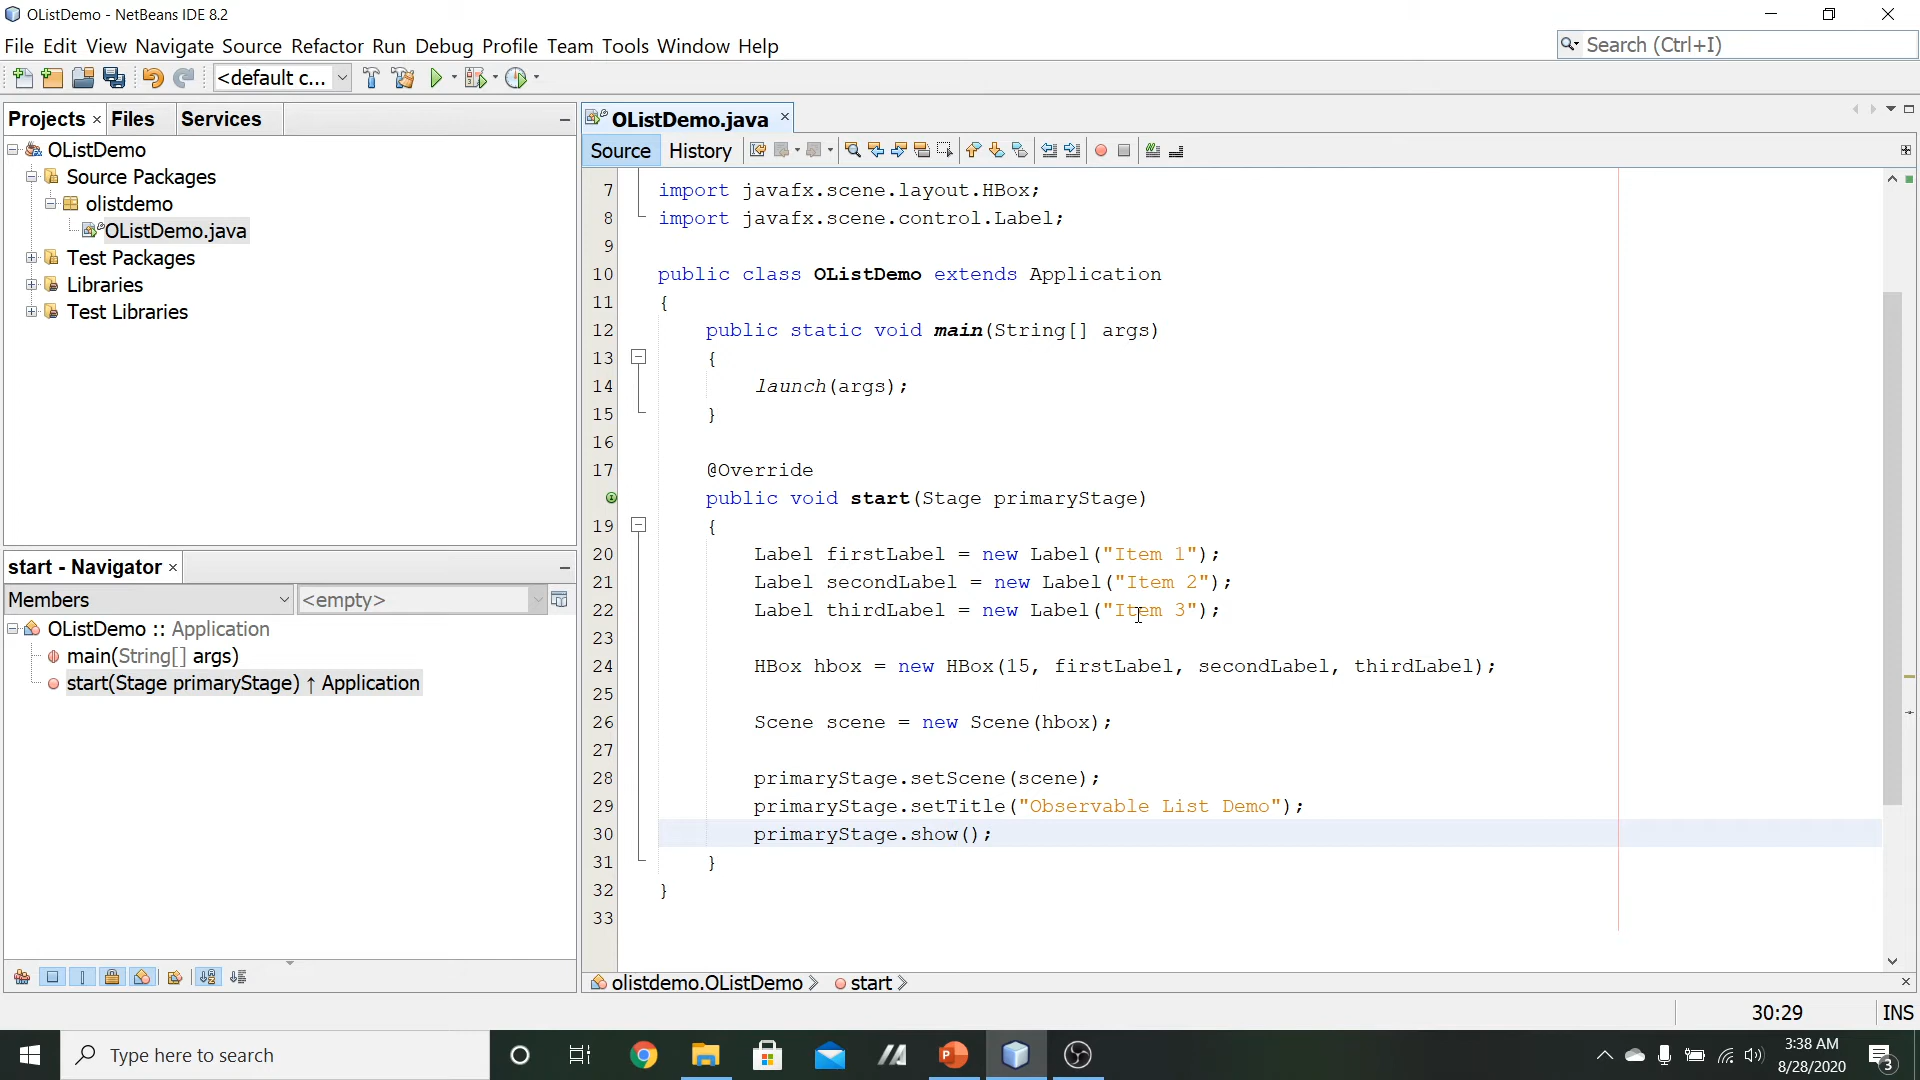 OListDemo - NetBeans IDE 8.2
File Edit View Navigate Source Refactor Run Debug Profile Team Tools Window Help
Search (Ctrl+I)
<default c...
Projects × Files Services
OListDemo
Source Packages
olistdemo
OListDemo.java
Test Packages
Libraries
Test Libraries
start - Navigator ×
Members <empty>
OListDemo :: Application
main(String[] args)
start(Stage primaryStage) ↑ Application
OListDemo.java ×
Source History
7 import javafx.scene.layout.HBox;
8 import javafx.scene.control.Label;
9
10 public class OListDemo extends Application
11 {
12 public static void main(String[] args)
13 {
14 launch(args);
15 }
16
17 @Override
public void start(Stage primaryStage)
19 {
20 Label firstLabel = new Label("Item 1");
21 Label secondLabel = new Label("Item 2");
22 Label thirdLabel = new Label("Item 3");
23
24 HBox hbox = new HBox(15, firstLabel, secondLabel, thirdLabel);
25
26 Scene scene = new Scene(hbox);
27
28 primaryStage.setScene(scene);
29 primaryStage.setTitle("Observable List Demo");
30 primaryStage.show();
31 }
32 }
33
olistdemo.OListDemo start
30:29 INS
Type here to search
3:38 AM
8/28/2020
3